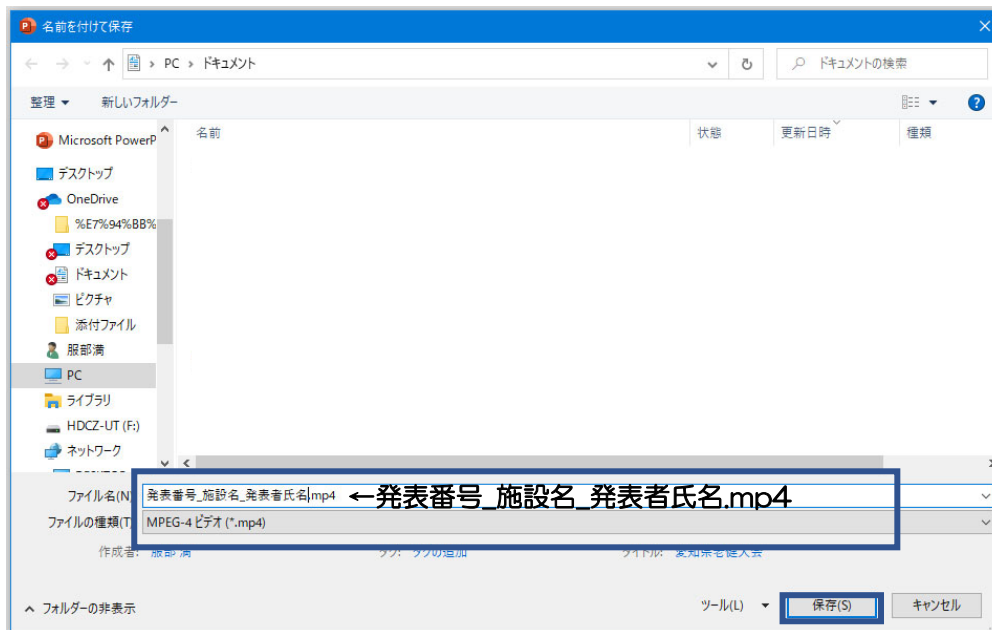 名前を付けて保存
PC › ドキュメント
ドキュメントの検索
整理 新しいフォルダー
名前 状態 更新日時 種類
Microsoft PowerP
デスクトップ
OneDrive
%E7%94%BB%
デスクトップ
ドキュメント
ピクチャ
添付ファイル
服部満
PC
ライブラリ
HDCZ-UT (F:)
ネットワーク
ファイル名(N) 発表番号_施設名_発表者氏名.mp4 ←発表番号_施設名_発表者氏名.mp4
ファイルの種類(T) MPEG-4 ビデオ (*.mp4)
作成者: 服部 満 タグ: タグの追加 タイトル: 愛知県老健大会
フォルダーの非表示 ツール(L) 保存(S) キャンセル